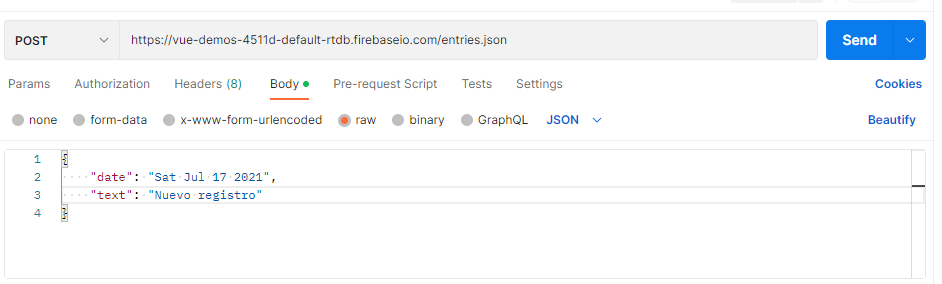 POST https://vue-demos-4511d-default-rtdb.firebaseio.com/entries.json Send
Params Authorization Headers (8) Body Pre-request Script Tests Settings Cookies
none form-data x-www-form-urlencoded raw binary GraphQL JSON Beautify
1 {
2 "date": "Sat Jul 17 2021",
3 "text": "Nuevo registro"
4 }